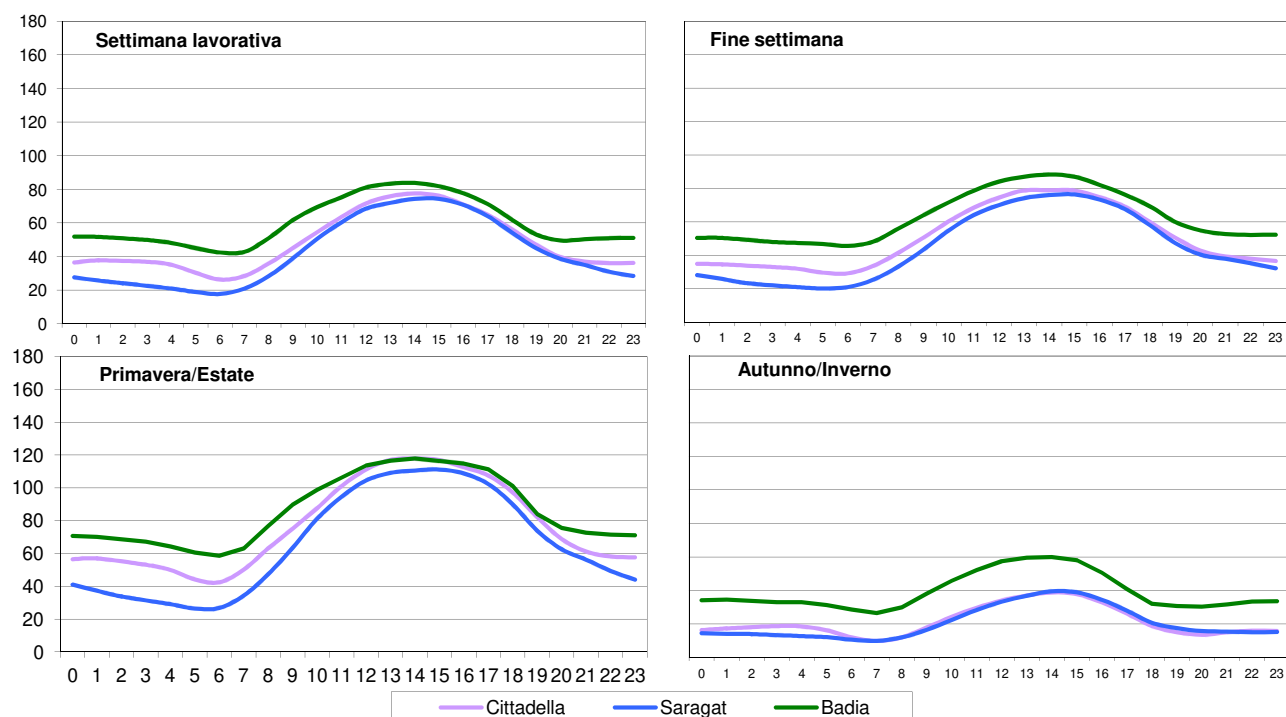 Settimana lavorativa
180
160
140
120
100
80
60
40
20
0
0 1 2 3 4 5 6 7 8 9 10 11 12 13 14 15 16 17 18 19 20 21 22 23
Fine settimana
0 1 2 3 4 5 6 7 8 9 10 11 12 13 14 15 16 17 18 19 20 21 22 23
Primavera/Estate
180
160
140
120
100
80
60
40
20
0
0 1 2 3 4 5 6 7 8 9 10 11 12 13 14 15 16 17 18 19 20 21 22 23
Autunno/Inverno
0 1 2 3 4 5 6 7 8 9 10 11 12 13 14 15 16 17 18 19 20 21 22 23
Cittadella Saragat Badia